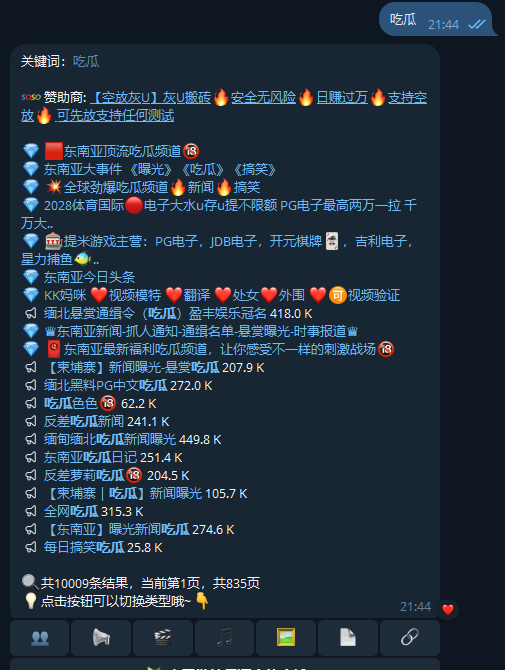 吃瓜 21:44
关键词：吃瓜
SOSO 赞助商: 【空放灰U】灰U搬砖🔥安全无风险🔥日赚过万🔥支持空
放🔥 可先放支持任何测试
💎 🟥东南亚顶流吃瓜频道🔞
💎 东南亚大事件 《曝光》《吃瓜》《搞笑》
💎 💥全球劲爆吃瓜频道🔥新闻🔥搞笑
💎 2028体育国际🔴电子大水u存u提不限额 PG电子最高两万一拉 千
万大..
💎 🎰提米游戏主营：PG电子，JDB电子，开元棋牌🃏，吉利电子，
星力捕鱼🐠..
💎 东南亚今日头条
💎 KK妈咪 ❤️视频模特 ❤️翻译 ❤️处女❤️外围 ❤️🉑视频验证
缅北悬赏通缉令（吃瓜）盈丰娱乐冠名 418.0 K
💎 ♛东南亚新闻-抓人通知-通缉名单-悬赏曝光-时事报道♛
💎 🧧东南亚最新福利吃瓜频道，让你感受不一样的刺激战场🔞
【柬埔寨】新闻曝光-悬赏吃瓜 207.9 K
缅北黑料PG中文吃瓜 272.0 K
吃瓜色色🔞 62.2 K
反差吃瓜新闻 241.1 K
缅甸缅北吃瓜新闻曝光 449.8 K
东南亚吃瓜日记 251.4 K
反差萝莉吃瓜🔞 204.5 K
【柬埔寨｜吃瓜】新闻曝光 105.7 K
全网吃瓜 315.3 K
【东南亚】曝光新闻吃瓜 274.6 K
每日搞笑吃瓜 25.8 K
🔍共10009条结果，当前第1页，共835页
💡点击按钮可以切换类型哦~👇
21:44